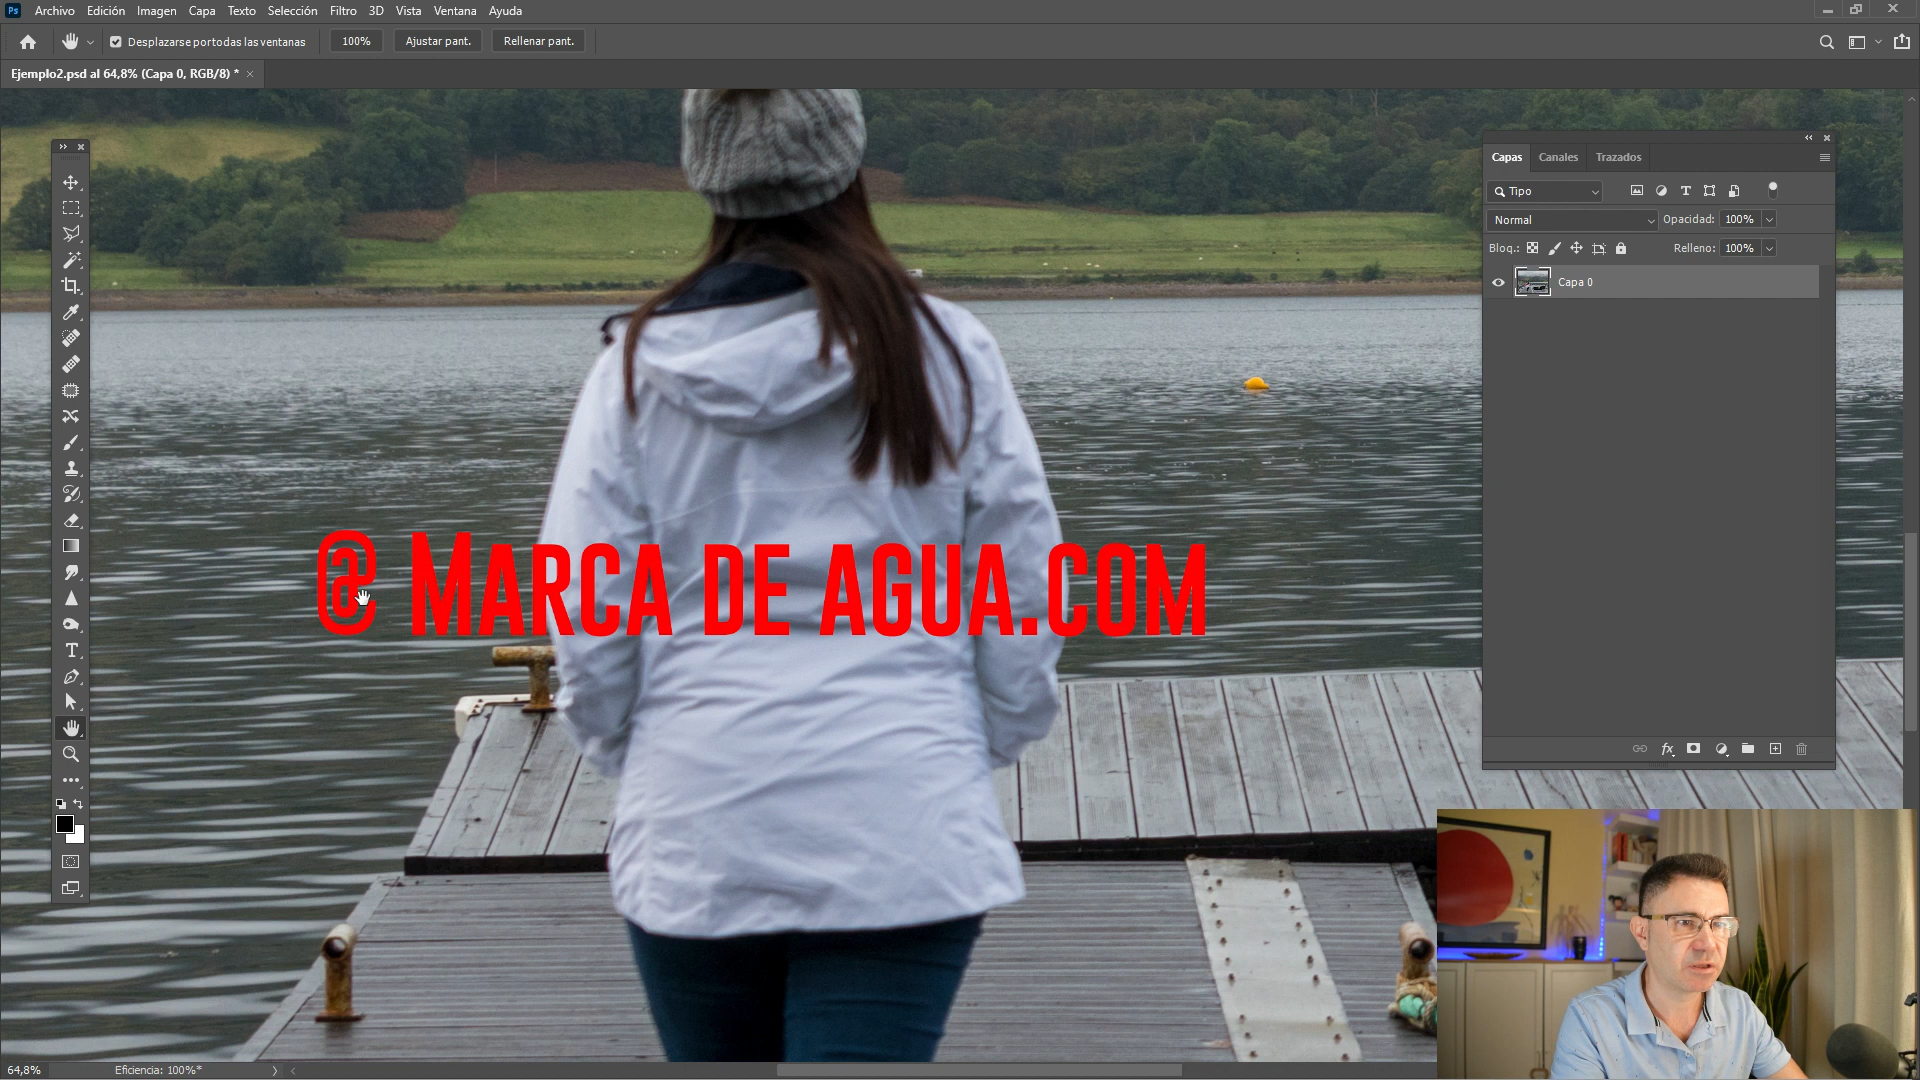 Ps Archivo Edición Imagen Capa Texto Selección Filtro 3D Vista Ventana Ayuda
Desplazarse por todas las ventanas 100% Ajustar pant. Rellenar pant.
Ejemplo2.psd al 64,8% (Capa 0, RGB/8) *
Capas Canales Trazados
Tipo
Normal Opacidad: 100%
Bloq.: Relleno: 100%
Capa 0
@ MARCA DE AGUA.COM
fx
64,8% Eficiencia: 100%*